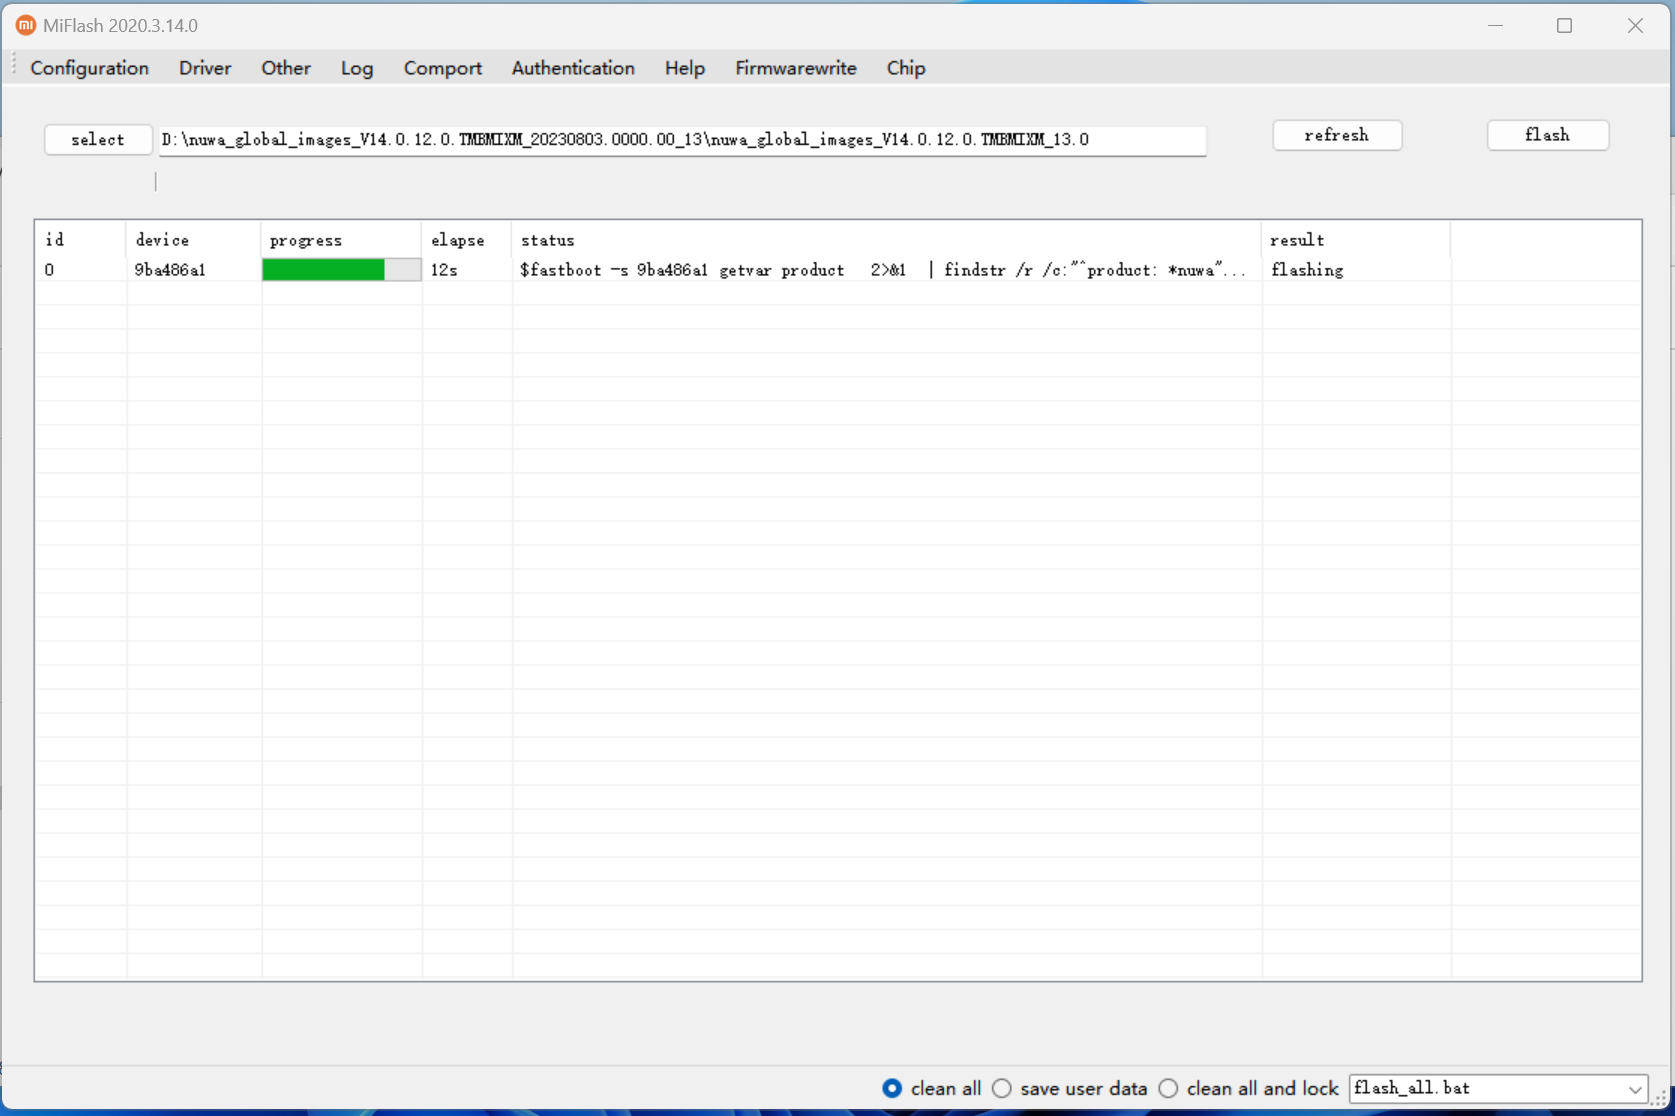 MiFlash 2020.3.14.0
Configuration Driver Other Log Comport Authentication Help Firmwarewrite Chip
select D:\nuwa_global_images_V14.0.12.0.TMBMIXM_20230803.0000.00_13\nuwa_global_images_V14.0.12.0.TMBMIXM_13.0 refresh flash
id device progress elapse status result
0 9ba486a1 12s $fastboot -s 9ba486a1 getvar product 2>&1 | findstr /r /c:"^product: *nuwa"... flashing
clean all save user data clean all and lock flash_all.bat